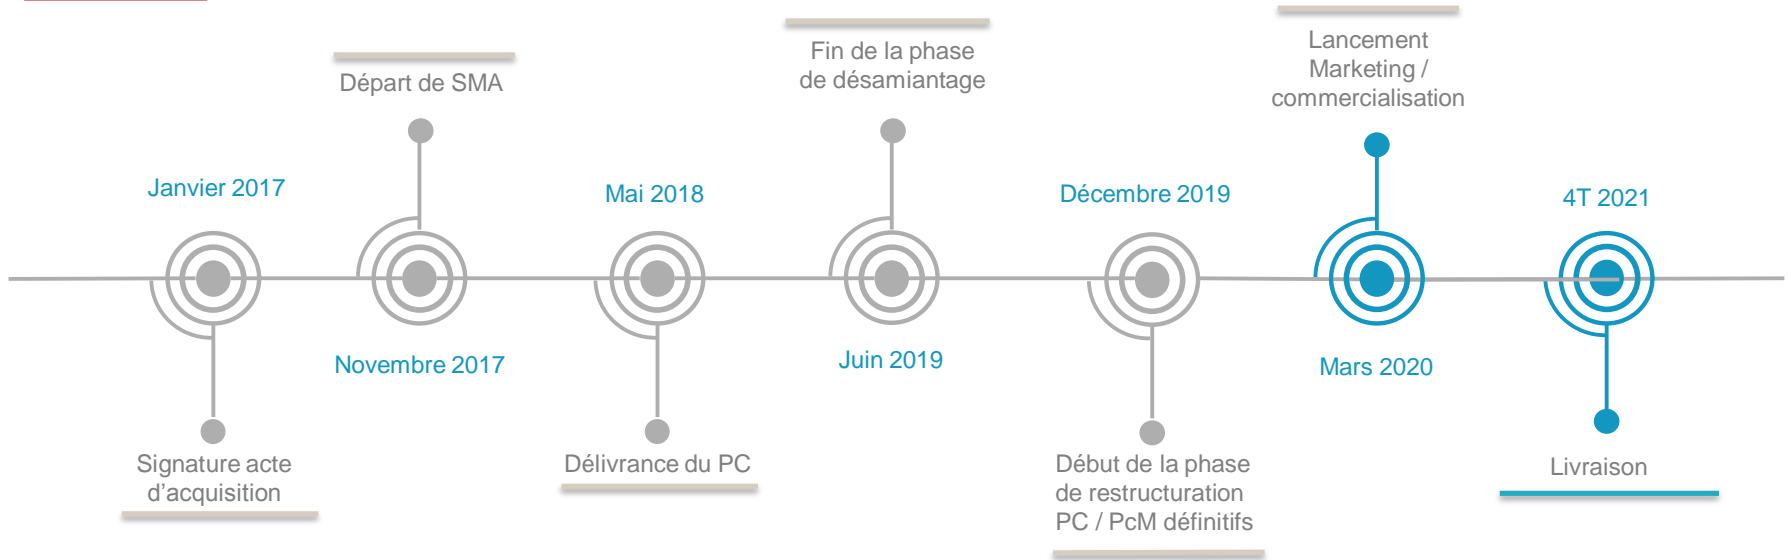 Janvier 2017
Signature acte
d’acquisition
Départ de SMA
Novembre 2017
Mai 2018
Délivrance du PC
Fin de la phase
de désamiantage
Juin 2019
Décembre 2019
Début de la phase
de restructuration
PC / PcM définitifs
Lancement
Marketing /
commercialisation
Mars 2020
4T 2021
Livraison